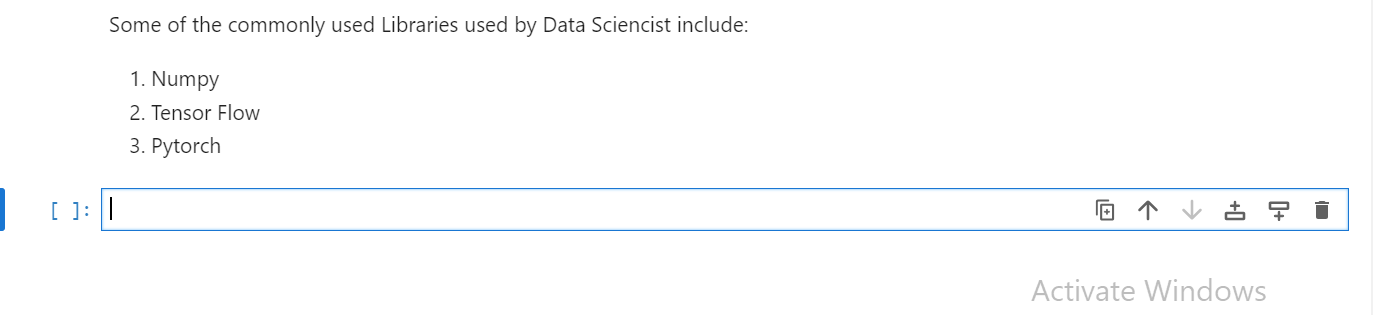 Some of the commonly used Libraries used by Data Sciencist include:
1. Numpy
2. Tensor Flow
3. Pytorch
[ ]:
Activate Windows